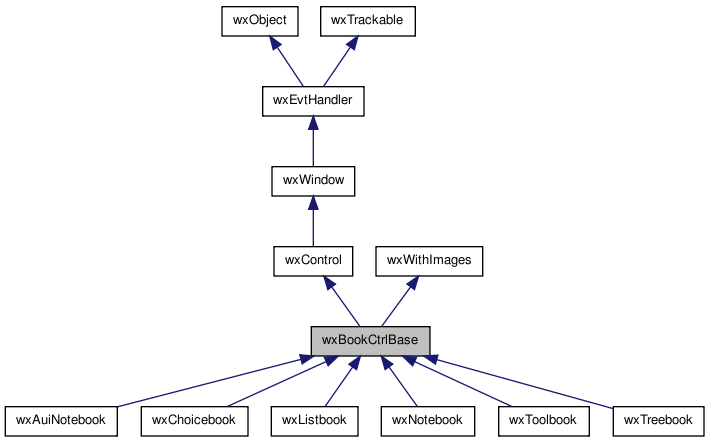 wxObject
wxTrackable
wxEvtHandler
wxWindow
wxControl
wxWithImages
wxBookCtrlBase
wxAuiNotebook
wxChoicebook
wxListbook
wxNotebook
wxToolbook
wxTreebook